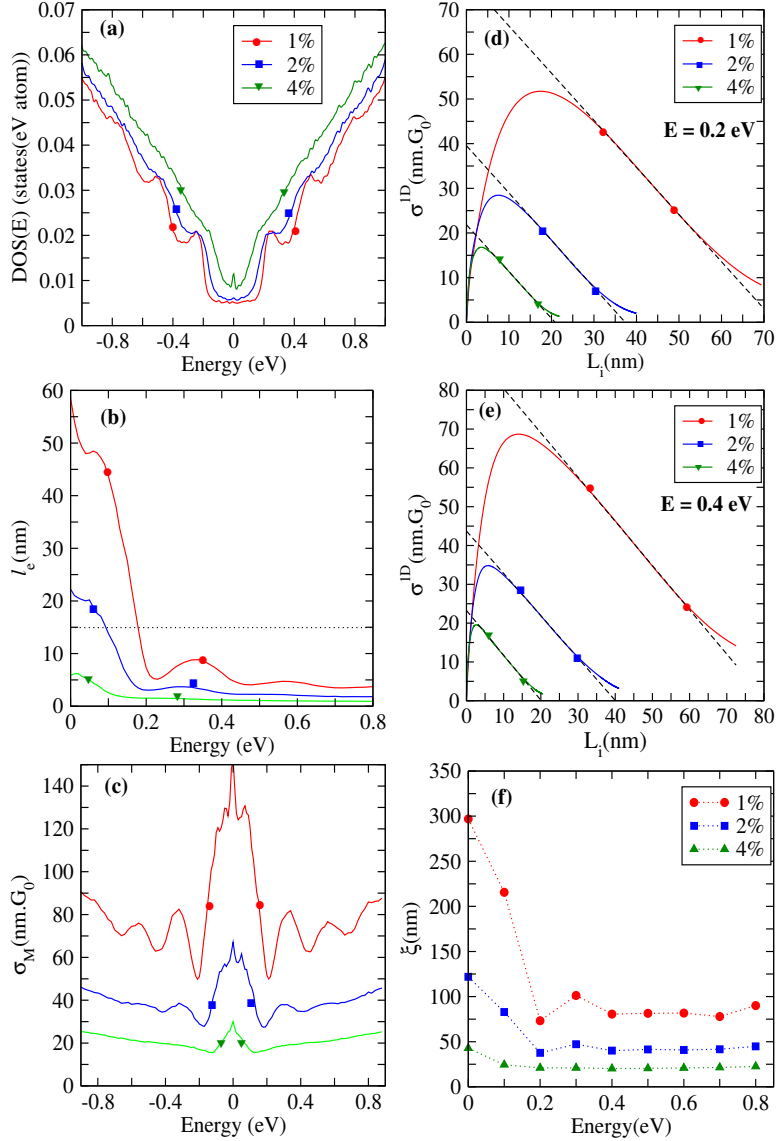 (a)
1%
2%
4%
DOS(E) (states(eV atom))
0.07
0.06
0.05
0.04
0.03
0.02
0.01
0
-0.8 -0.4 0 0.4 0.8
Energy (eV)
(d)
1%
2%
4%
E = 0.2 eV
σ^1D (nm.G_0)
70
60
50
40
30
20
10
0
0 10 20 30 40 50 60 70
L_i(nm)
(b)
1%
2%
4%
l_e(nm)
60
50
40
30
20
10
0
0 0.2 0.4 0.6 0.8
Energy (eV)
(e)
1%
2%
4%
E = 0.4 eV
σ^1D (nm.G_0)
80
70
60
50
40
30
20
10
0
0 10 20 30 40 50 60 70 80
L_i(nm)
(c)
σ_M(nm.G_0)
140
120
100
80
60
40
20
0
-0.8 -0.4 0 0.4 0.8
Energy (eV)
(f)
1%
2%
4%
ξ(nm)
350
300
250
200
150
100
50
0
0 0.2 0.4 0.6 0.8
Energy(eV)